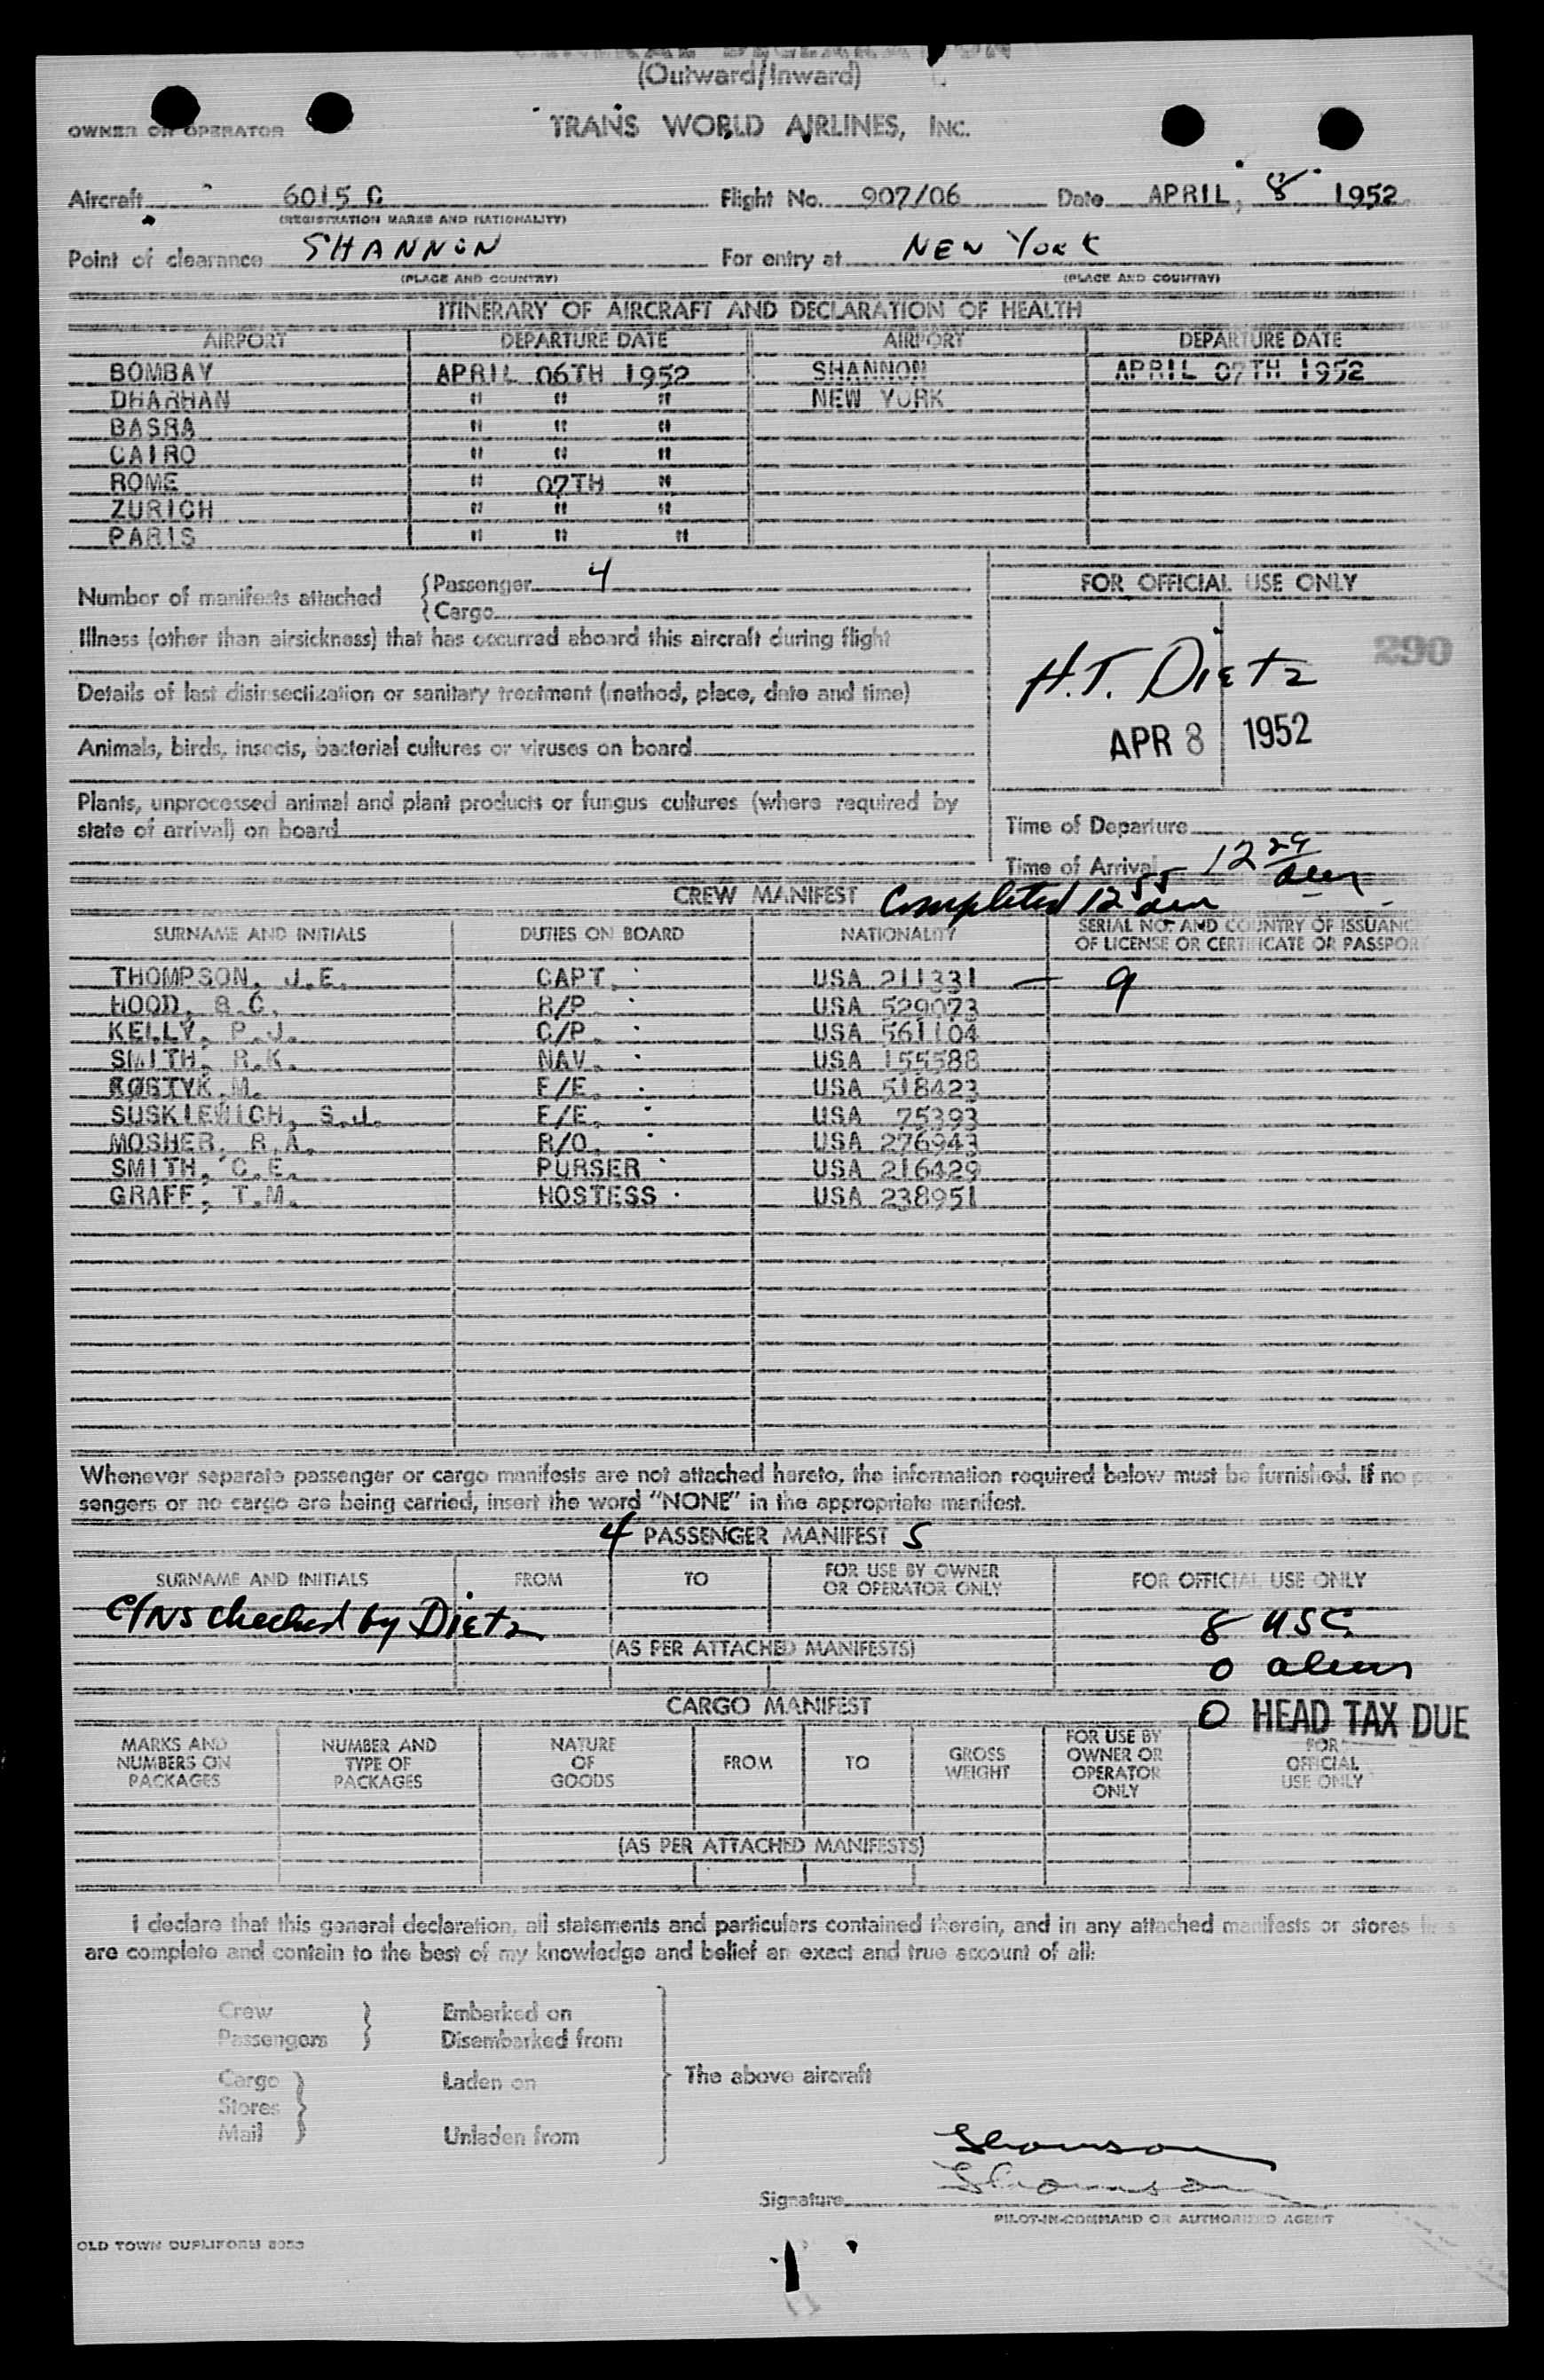 GENERAL DECLARATION
(Outward/Inward)
OWNER OR OPERATOR TRANS WORLD AIRLINES, INC.
Aircraft 6015 C Flight No. 907/06 Date APRIL, 8 1952
(REGISTRATION MARKS AND NATIONALITY)
Point of clearance SHANNON For entry at NEW YORK
(PLACE AND COUNTRY) (PLACE AND COUNTRY)
ITINERARY OF AIRCRAFT AND DECLARATION OF HEALTH
AIRPORT DEPARTURE DATE AIRPORT DEPARTURE DATE
BOMBAY APRIL 06TH 1952 SHANNON APRIL 07TH 1952
DHARHAN " " " NEW YORK
BASRA " " "
CAIRO " " "
ROME " 07TH "
ZURICH " " "
PARIS " " "
Number of manifests attached { Passenger 4
{ Cargo
FOR OFFICIAL USE ONLY
Illness (other than airsickness) that has occurred aboard this aircraft during flight
290
H.T. Dietz
Details of last disinsectization or sanitary treatment (method, place, date and time)
APR 8 1952
Animals, birds, insects, bacterial cultures or viruses on board
Plants, unprocessed animal and plant products or fungus cultures (where required by
state of arrival) on board
Time of Departure
Time of Arrival 12 29
CREW MANIFEST Completed 12 55
SURNAME AND INITIALS DUTIES ON BOARD NATIONALITY SERIAL NO. AND COUNTRY OF ISSUANC
OF LICENSE OR CERTIFICATE OR PASSPOR
THOMPSON, J.E. CAPT. USA 211331 — 9
HOOD, B.C. R/P USA 529073
KELLY, P.J. C/P. USA 561104
SMITH, R.K. NAV. USA 155588
ROSTYK, M. F/E. USA 518423
SUSKIEWICH, S.J. F/E. USA 75393
MOSHER, R.A. R/O. USA 276943
SMITH, C.E. PURSER USA 216429
GRAFF, T.M. HOSTESS USA 238951
Whenever separate passenger or cargo manifests are not attached hereto, the information required below must be furnished. If no
sengers or no cargo are being carried, insert the word "NONE" in the appropriate manifest.
4 PASSENGER MANIFEST S
SURNAME AND INITIALS FROM TO FOR USE BY OWNER
OR OPERATOR ONLY FOR OFFICIAL USE ONLY
C/NS checked by Dietz 8 USC
(AS PER ATTACHED MANIFESTS)
0 aliens
CARGO MANIFEST
0 HEAD TAX DUE
MARKS AND
NUMBERS ON
PACKAGES
NUMBER AND
TYPE OF
PACKAGES
NATURE
OF
GOODS
FROM
TO
GROSS
WEIGHT
FOR USE BY
OWNER OR
OPERATOR
ONLY
FOR
OFFICIAL
USE ONLY
(AS PER ATTACHED MANIFESTS)
I declare that this general declaration, all statements and particulars contained therein, and in any attached manifests or stores
are complete and contain to the best of my knowledge and belief an exact and true account of all:
Crew } Embarked on
Passengers } Disembarked from
The above aircraft
Cargo } Laden on
Stores
Mail } Unladen from
Signature
PILOT-IN-COMMAND OR AUTHORIZED AGENT
OLD TOWN DUPLIFORM